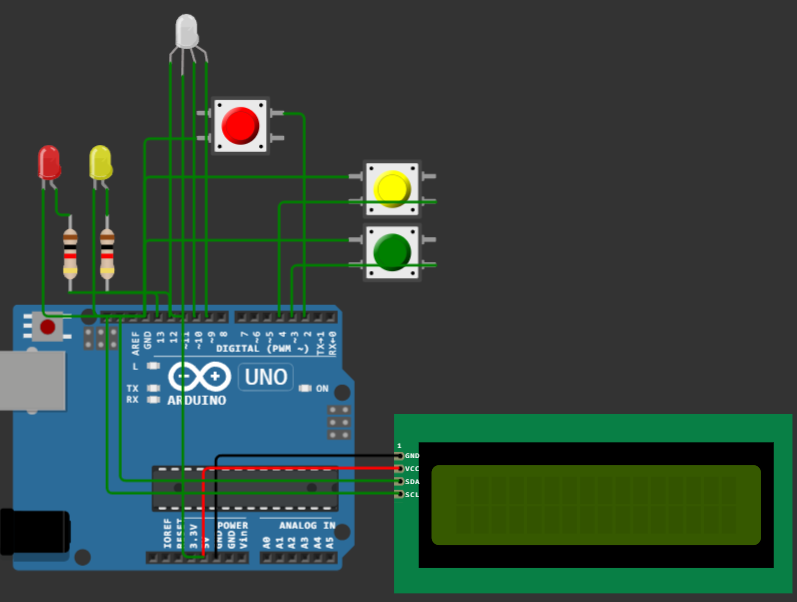 AREF
GND
13
12
~11
~10
~9
8
7
~6
~5
4
~3
2
TX→1
RX←0
DIGITAL (PWM ~)
L
TX
RX
ARDUINO
UNO
ON
1
GND
VCC
SDA
SCL
IOREF
RESET
3.3V
5V
GND
GND
Vin
POWER
ANALOG IN
A0
A1
A2
A3
A4
A5